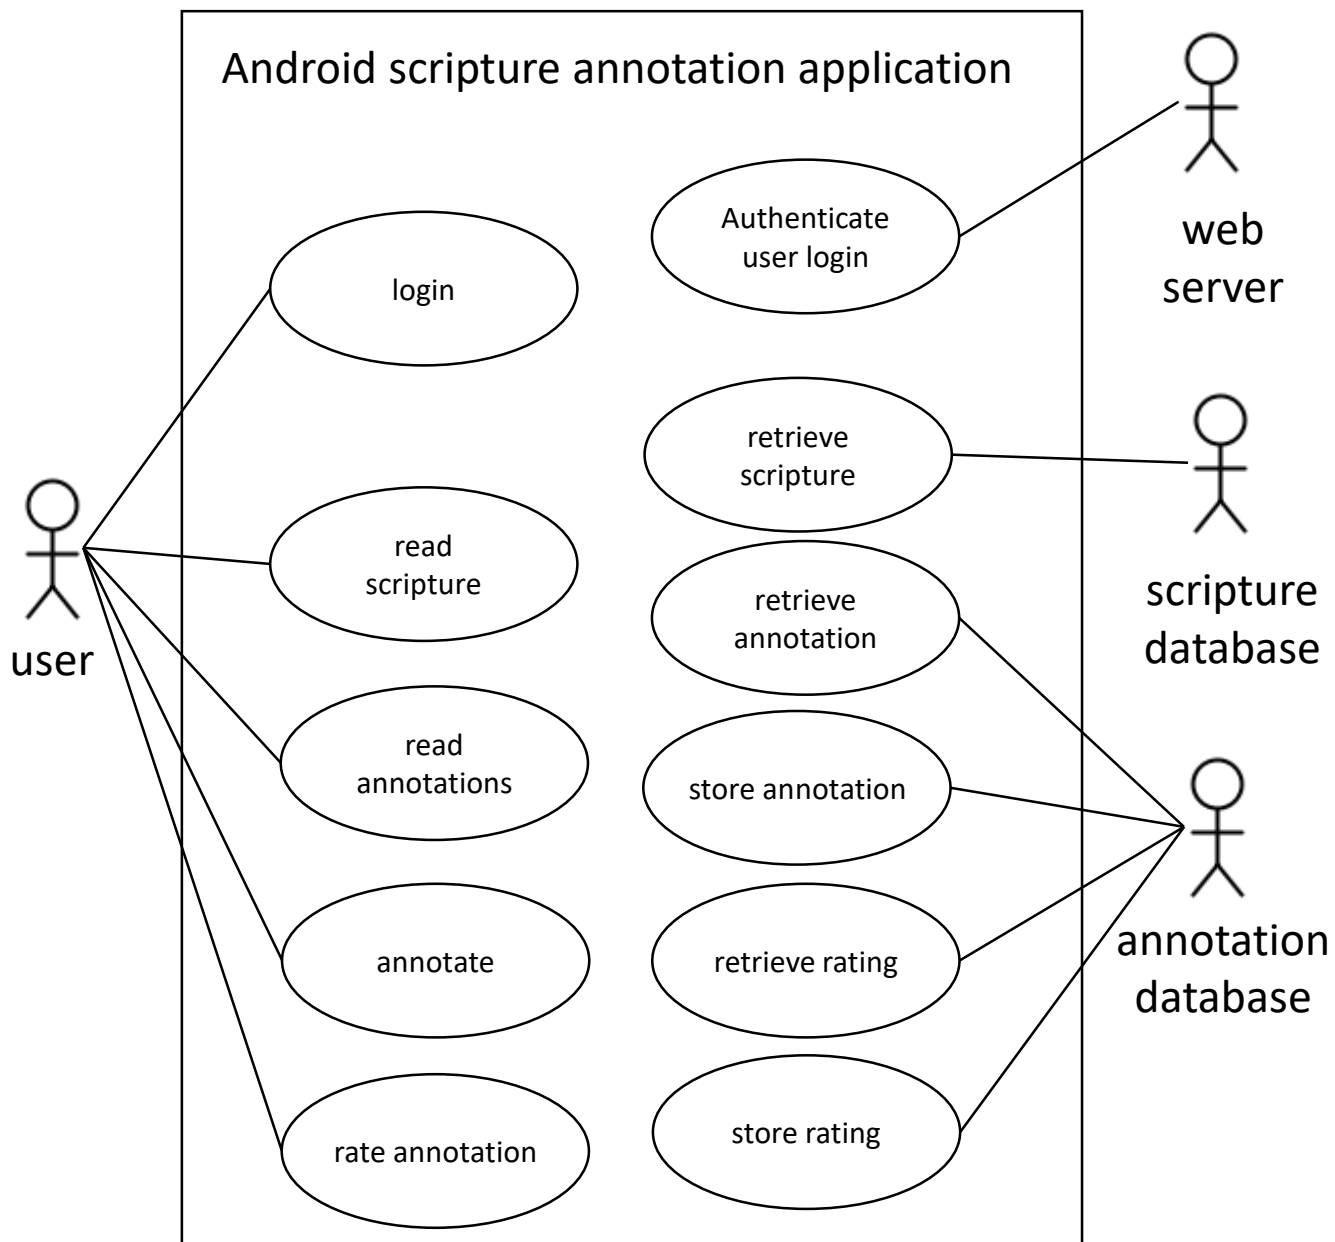 Android scripture annotation application
Authenticate
user login
web
server
login
retrieve
scripture
scripture
database
read
scripture
retrieve
annotation
user
read
annotations
store annotation
annotation
database
annotate
retrieve rating
rate annotation
store rating